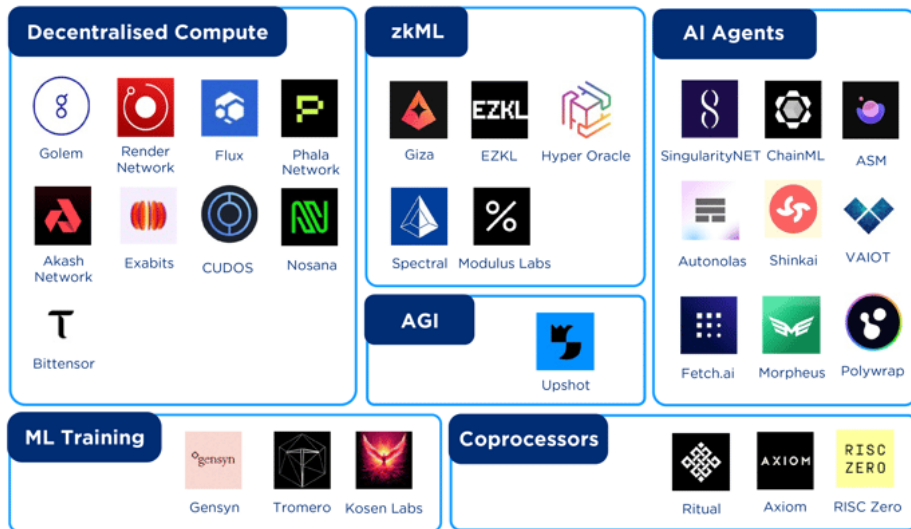 Decentralised Compute
Golem
Render Network
Flux
Phala Network
Akash Network
Exabits
CUDOS
Nosana
Bittensor
zkML
EZKL
Giza
EZKL
Hyper Oracle
Spectral
Modulus Labs
AGI
Upshot
AI Agents
SingularityNET
ChainML
ASM
Autonolas
Shinkai
VAIOT
Fetch.ai
Morpheus
Polywrap
ML Training
gensyn
Gensyn
Tromero
Kosen Labs
Coprocessors
Ritual
AXIOM
Axiom
RISC
ZERO
RISC Zero